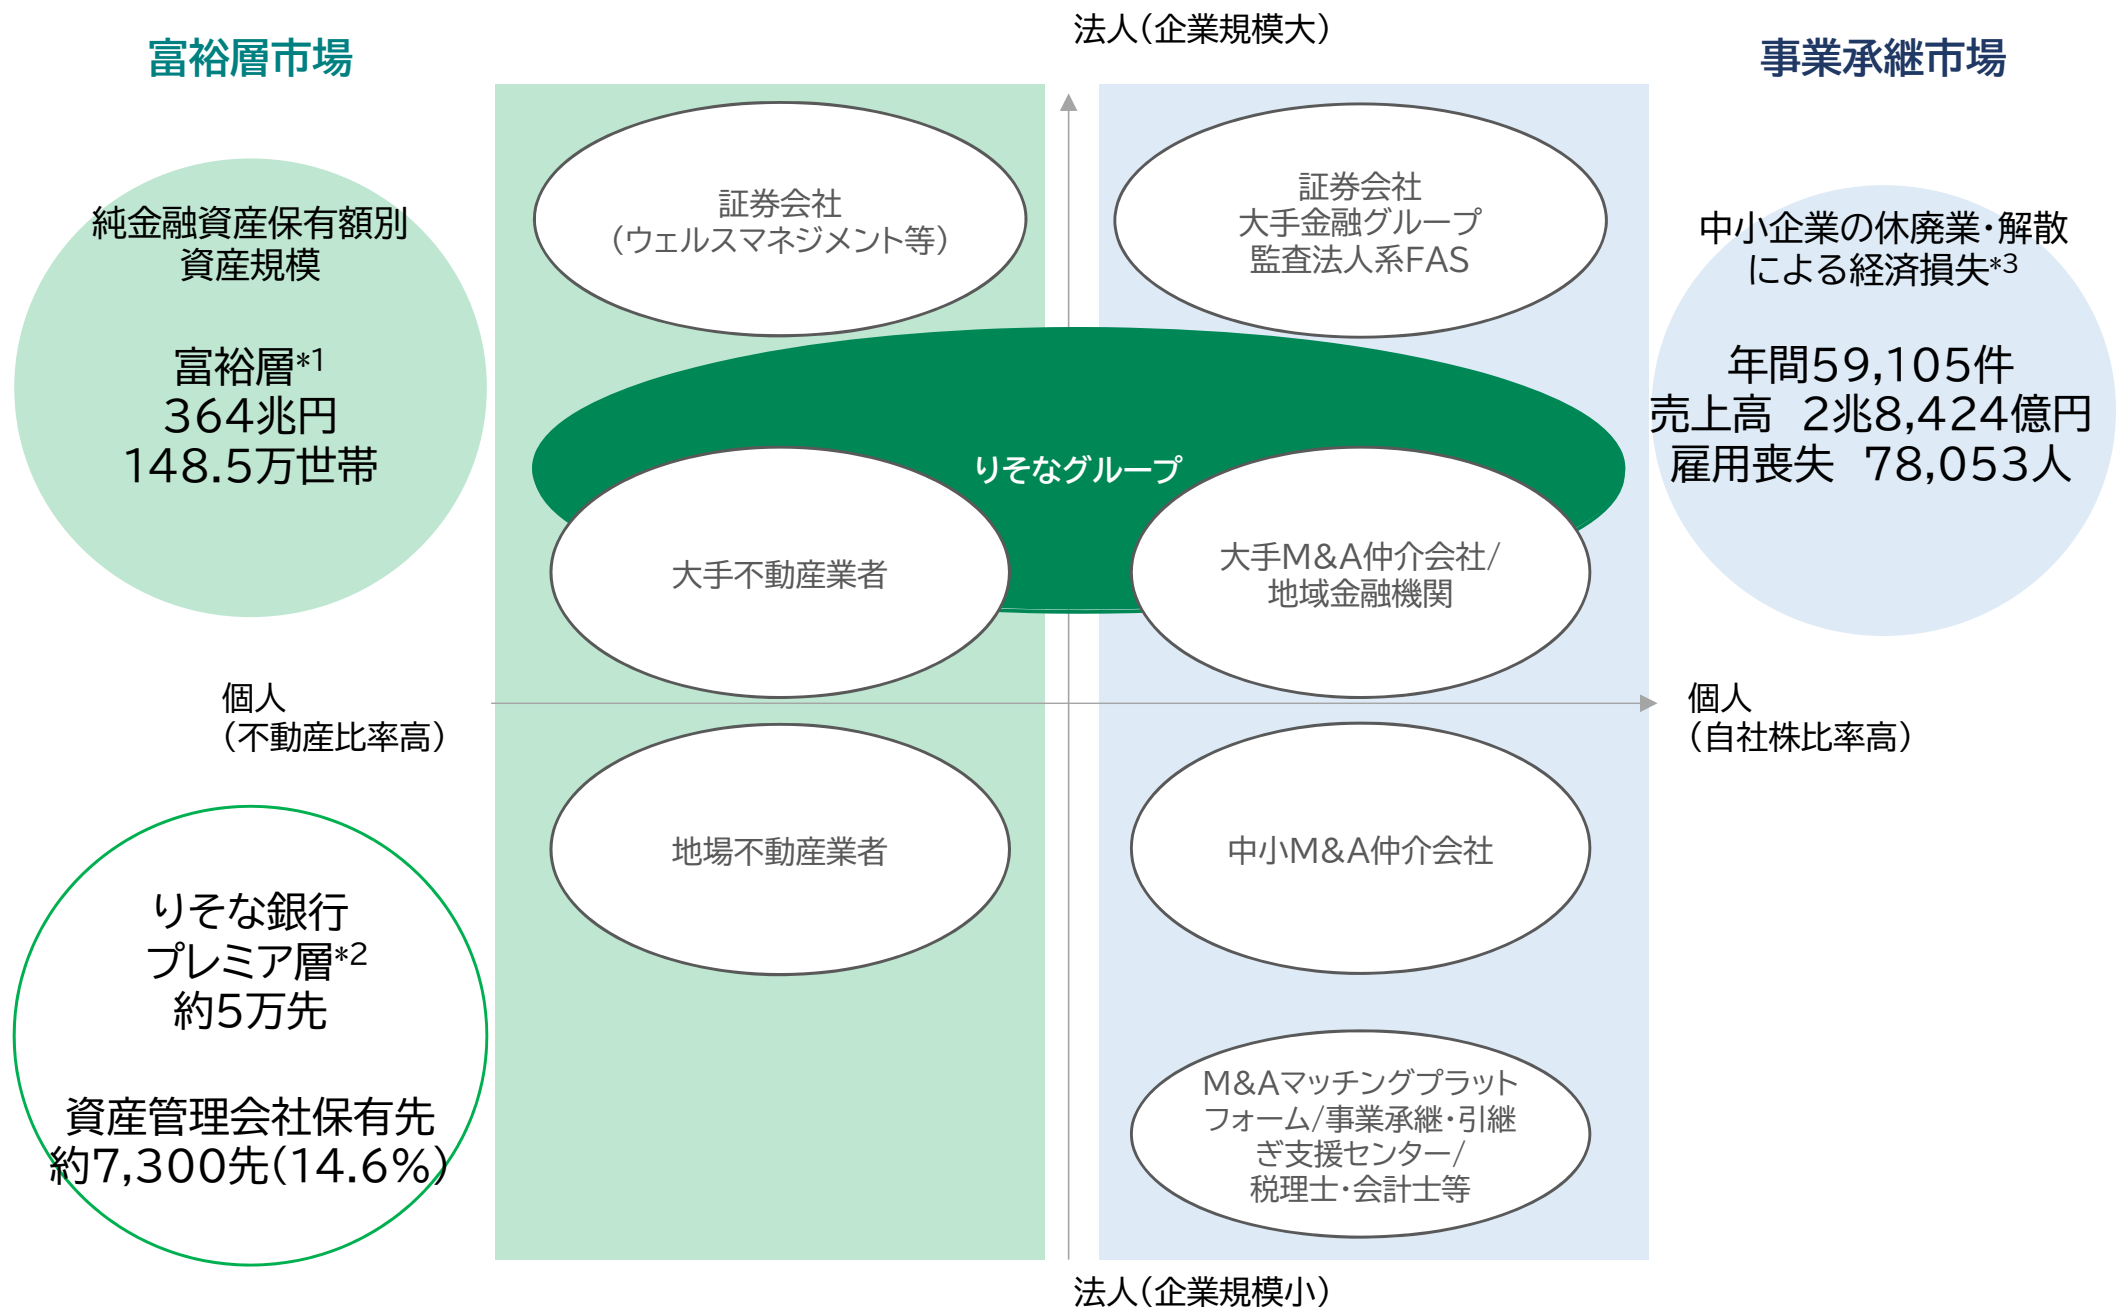 法人（企業規模大）
富裕層市場
事業承継市場
純金融資産保有額別
資産規模
富裕層*1
364兆円
148.5万世帯
証券会社
（ウェルスマネジメント等）
証券会社
大手金融グループ
監査法人系FAS
中小企業の休廃業・解散
による経済損失*3
年間59,105件
売上高　2兆8,424億円
雇用喪失　78,053人
りそなグループ
大手不動産業者
大手M&A仲介会社/
地域金融機関
個人
（不動産比率高）
個人
（自社株比率高）
地場不動産業者
中小M&A仲介会社
りそな銀行
プレミア層*2
約5万先
資産管理会社保有先
約7,300先(14.6%)
M&Aマッチングプラット
フォーム/事業承継・引継
ぎ支援センター/
税理士・会計士等
法人（企業規模小）